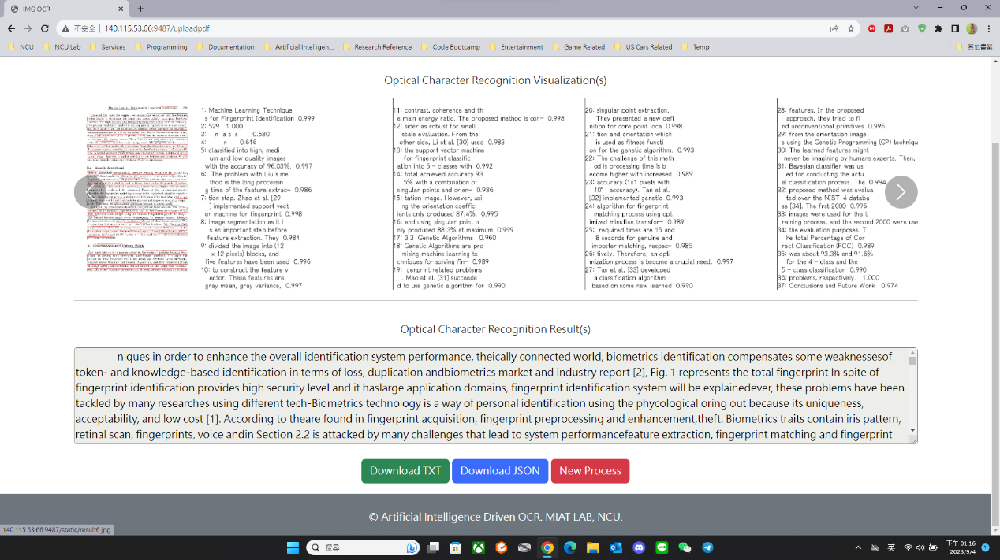 IMG OCR
不安全 | 140.115.53.66:9487/uploadpdf
NCU NCU Lab Services Programming Documentation Artificial Intelligen... Research Reference Code Bootcamp Entertainment Game Related US Cars Related Temp 其他書籤
Optical Character Recognition Visualization(s)
1: Machine Learning Technique
s for Fingerprint Identification 0.999
2: 529 1.000
3: n a s s 0.580
4: n 0.616
5: classified into high, medi
um and low quality images
with the accuracy of 96.03%. 0.997
6: The problem with Liu's me
thod is the long processin
g time of the feature extrac- 0.986
7: tion step. Zhao et al. [29
] implemented support vect
or machine for fingerprint 0.998
8: image segmentation as it i
s an important step before
feature extraction. They 0.984
9: divided the image into (12
x 12 pixels) blocks, and
five features have been used 0.996
10: to construct the feature v
ector. These features are
gray mean, gray variance, 0.997
11: contrast, coherence and th
e main energy ratio. The proposed method is con- 0.998
12: sider as robust for small
scale evaluation. From the
other side, Li et al. [30] used 0.985
13: the support vector machine
for fingerprint classific
ation into 5-classes with 0.992
14: total achieved accuracy 93
.5% with a combination of
singular points and orien- 0.986
15: tation image. However, usi
ng the orientation coeffic
ients only produced 87.4%, 0.995
16: and using singular point o
nly produced 88.3% at maximum 0.999
17: 3.3 Genetic Algorithms 0.960
18: Genetic Algorithms are pro
mising machine learning te
chniques for solving fin- 0.989
19: gerprint related problems
. Mao et al. [31] succeede
d to use genetic algorithm for 0.990
20: singular point extraction.
They presented a new defi
nition for core point loca- 0.998
21: tion and orientation which
is used as fitness functi
on for the genetic algorithm. 0.993
22: The challenge of this meth
od is processing time is b
ecome higher with increased 0.989
23: accuracy (1x1 pixels with
10° accuracy). Tan et al.
[32] implemented genetic 0.993
24: algorithm for fingerprint
matching process using opt
imized minutiae transfor- 0.989
25: required times are 15 and
8 seconds for genuine and
imposter matching, respec- 0.985
26: tively. Therefore, an opti
mization process is become a crucial need. 0.997
27: Tan et al. [33] developed
a classification algorithm
based on some new learned 0.990
28: features. In the proposed
approach, they tried to fi
nd unconventional primitives 0.996
29: from the orientation image
s using the Genetic Programming (GP) techniqu
30: The learned features might
never be imagining by human experts. Then,
31: Bayesian classifier was us
ed for conducting the actu
al classification process. The 0.994
32: proposed method was evalua
ted over the NIST-4 databa
se [34]. The first 2000 0.996
33: images were used for the t
raining process, and the second 2000 were use
34: the evaluation purposes. T
he total Percentage of Cor
rect Classification (PCC) 0.989
35: was about 93.3% and 91.6%
for the 4-class and the
5-class classification 0.990
36: problems, respectively. 1.000
37: Conclusions and Future Work 0.974
Optical Character Recognition Result(s)
niques in order to enhance the overall identification system performance, theically connected world, biometrics identification compensates some weaknessesof
token- and knowledge-based identification in terms of loss, duplication andbiometrics market and industry report [2], Fig. 1 represents the total fingerprint In spite of
fingerprint identification provides high security level and it haslarge application domains, fingerprint identification system will be explainedever, these problems have been
tackled by many researches using different tech-Biometrics technology is a way of personal identification using the phycological oring out because its uniqueness,
acceptability, and low cost [1]. According to theare found in fingerprint acquisition, fingerprint preprocessing and enhancement,theft. Biometrics traits contain iris pattern,
retinal scan, fingerprints, voice andin Section 2.2 is attacked by many challenges that lead to system performancefeature extraction, fingerprint matching and fingerprint
Download TXT Download JSON New Process
© Artificial Intelligence Driven OCR. MIAT LAB, NCU.
140.115.53.66:9487/static/result6.jpg
搜尋
英
下午 01:16
2023/9/4